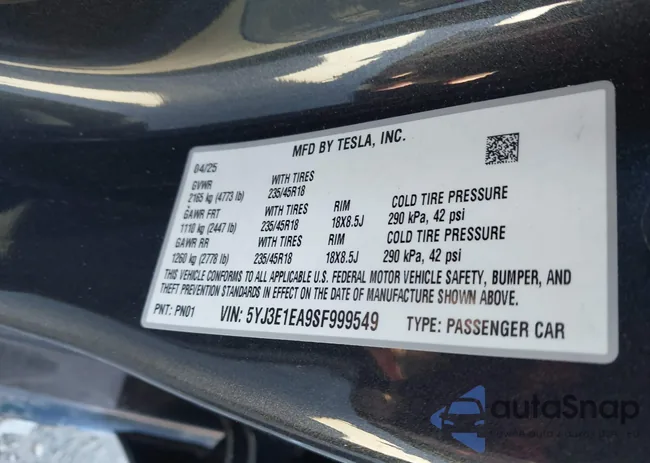 MFD BY TESLA, INC.
04/25
GVWR WITH TIRES
2165 kg (4773 lb) 235/45R18
GAWR FRT WITH TIRES RIM COLD TIRE PRESSURE
1110 kg (2447 lb) 235/45R18 18X8.5J 290 kPa, 42 psi
GAWR RR WITH TIRES RIM COLD TIRE PRESSURE
1260 kg (2778 lb) 235/45R18 18X8.5J 290 kPa, 42 psi
THIS VEHICLE CONFORMS TO ALL APPLICABLE U.S. FEDERAL MOTOR VEHICLE SAFETY, BUMPER, AND
THEFT PREVENTION STANDARDS IN EFFECT ON THE DATE OF MANUFACTURE SHOWN ABOVE.
PNT: PN01 VIN: 5YJ3E1EA9SF999549 TYPE: PASSENGER CAR
autoSnap